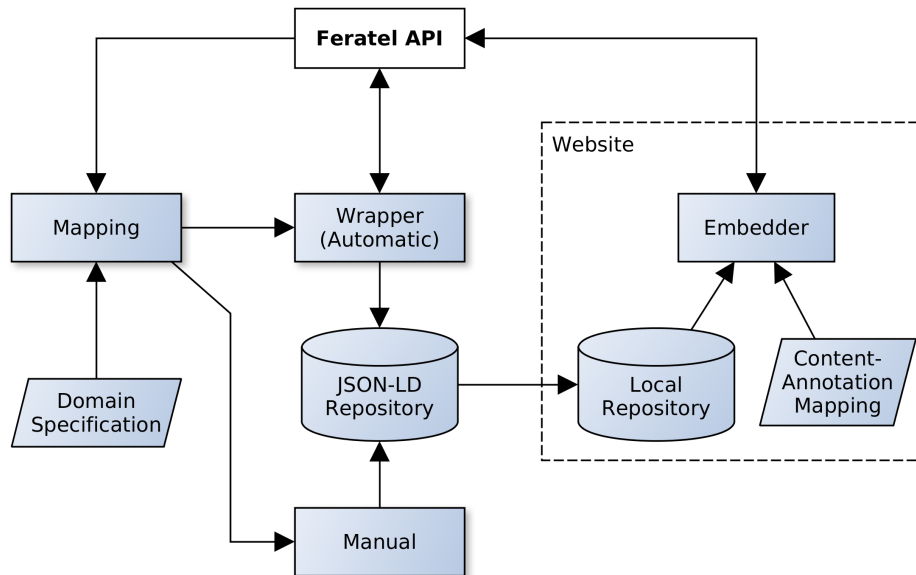 Feratel API
Website
Mapping
Wrapper
(Automatic)
Embedder
Domain
Specification
JSON-LD
Repository
Local
Repository
Content-
Annotation
Mapping
Manual